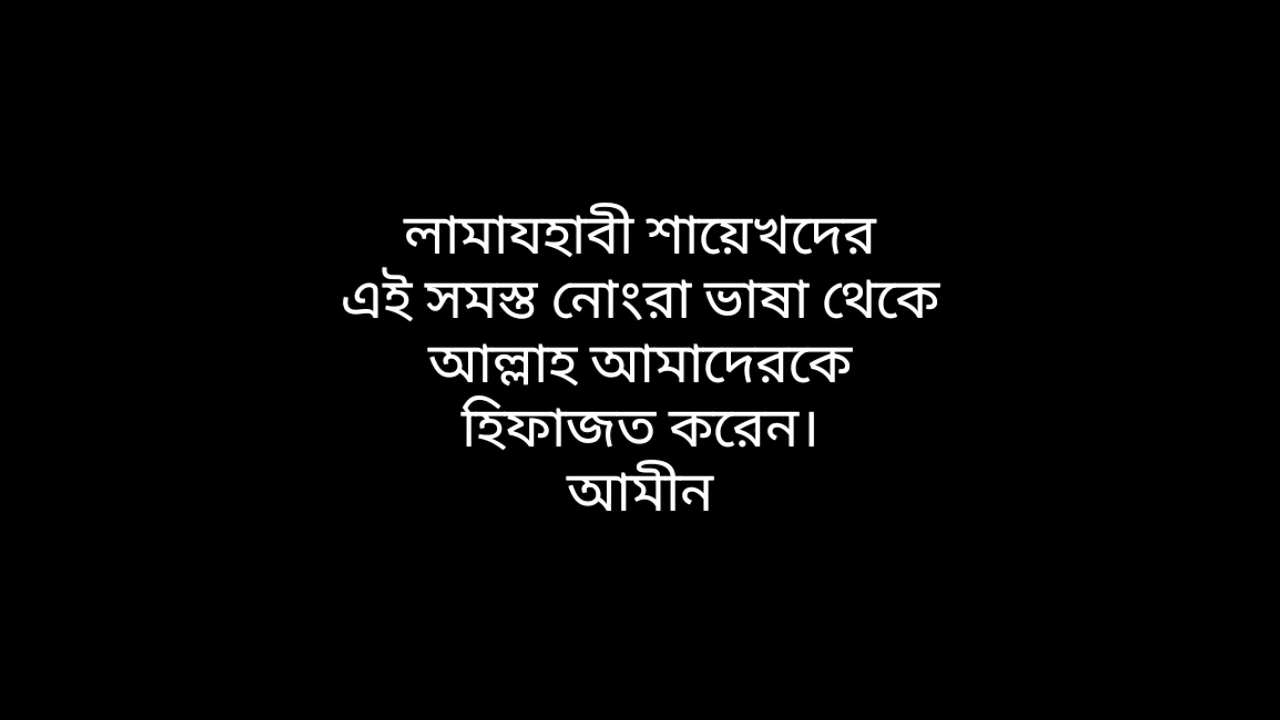 লামাযহাবী শায়েখদের
এই সমস্ত নোংরা ভাষা থেকে
আল্লাহ আমাদেরকে
হিফাজত করেন।
আমীন